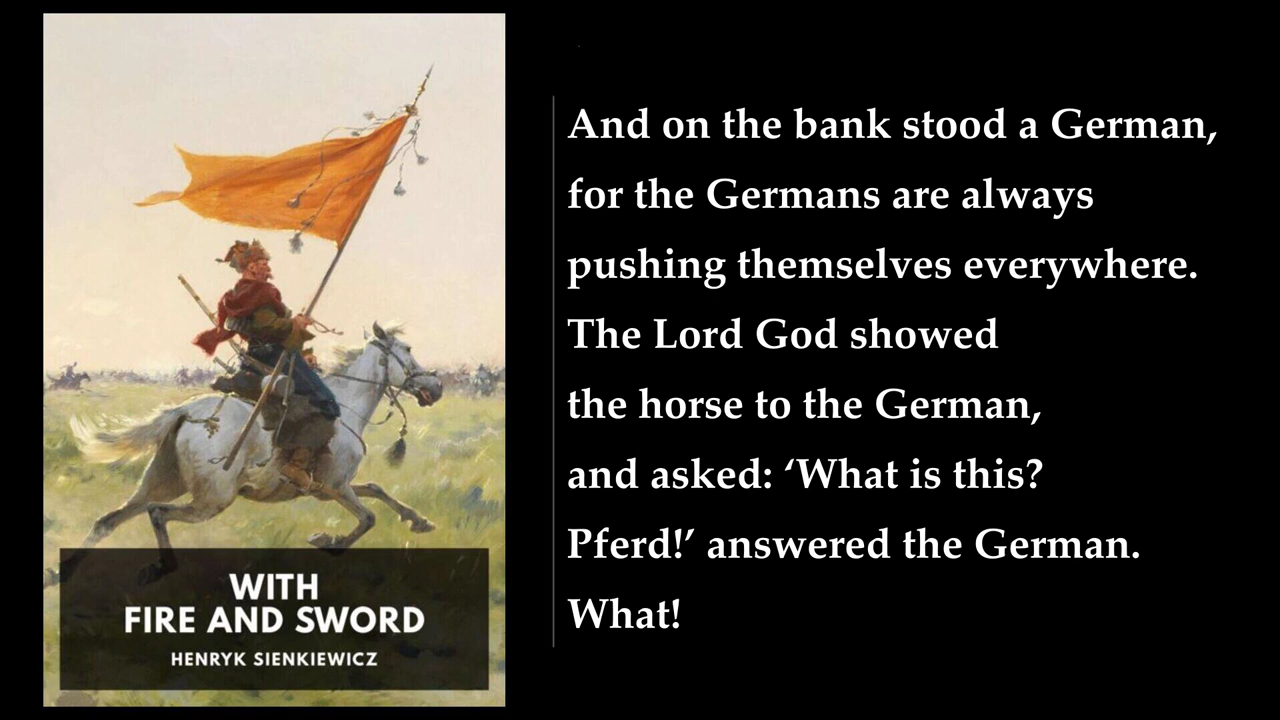 WITH
FIRE AND SWORD
HENRYK SIENKIEWICZ
And on the bank stood a German,
for the Germans are always
pushing themselves everywhere.
The Lord God showed
the horse to the German,
and asked: ‘What is this?
Pferd!’ answered the German.
What!